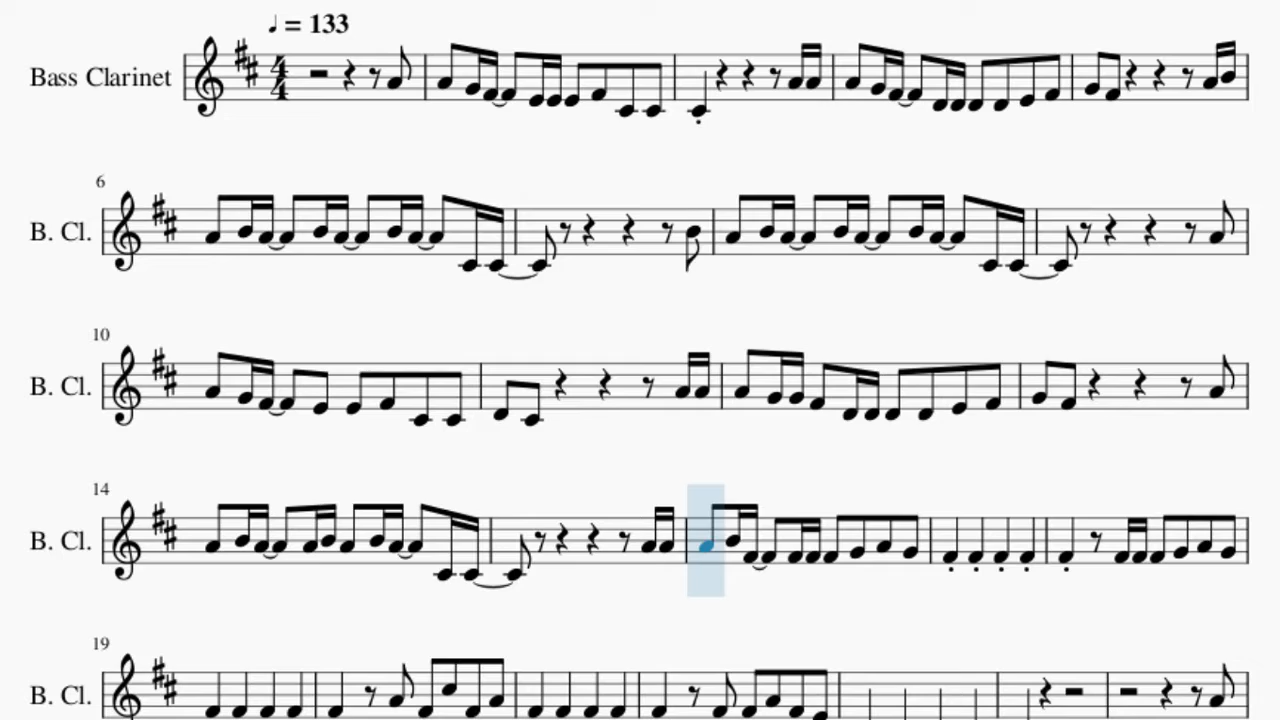 ♩ = 133
Bass Clarinet
4
4
6
B. Cl.
10
B. Cl.
14
B. Cl.
19
B. Cl.